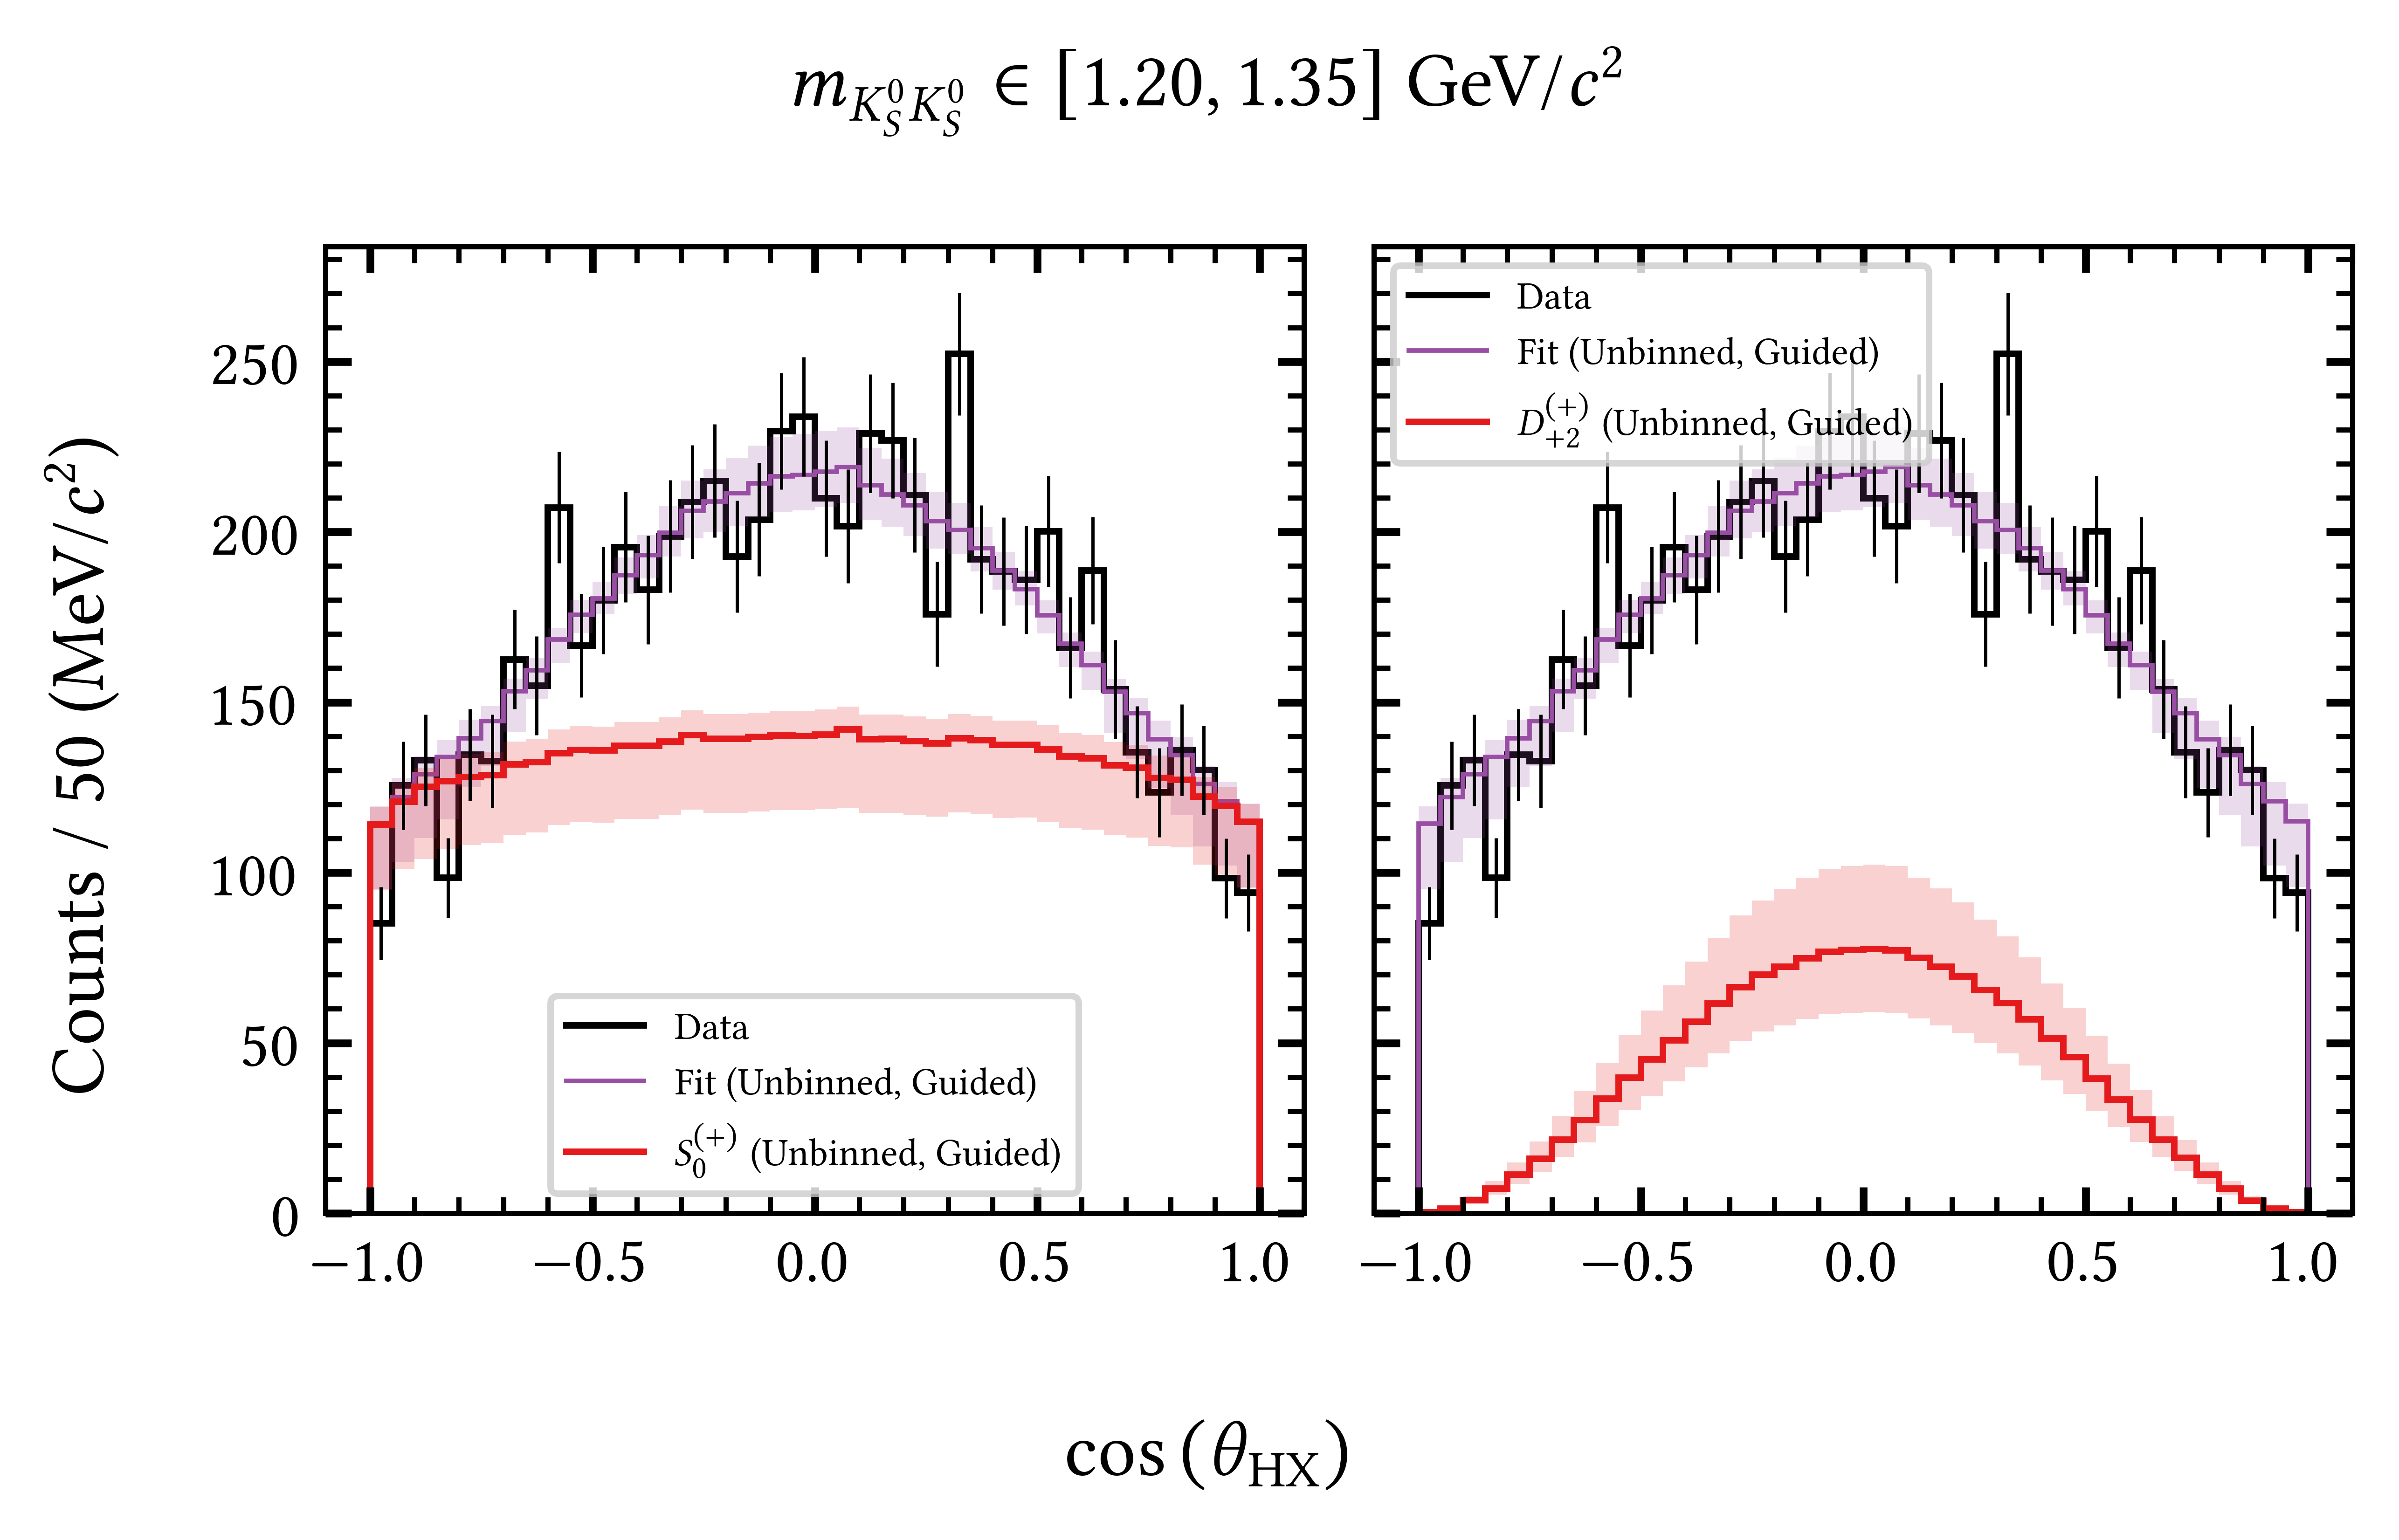 m_{K_S^0 K_S^0} ∈ [1.20, 1.35] GeV/c²
Counts / 50 (MeV/c²)
250
200
150
100
50
0
Data
Fit (Unbinned, Guided)
S_0^{(+)} (Unbinned, Guided)
−1.0 −0.5 0.0 0.5 1.0
Data
Fit (Unbinned, Guided)
D_{+2}^{(+)} (Unbinned, Guided)
−1.0 −0.5 0.0 0.5 1.0
cos (θ_{HX})